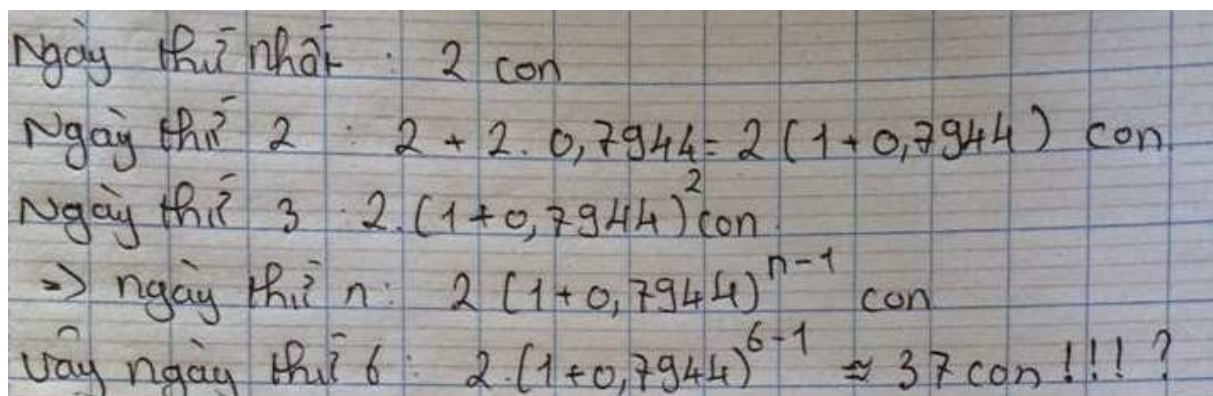 Ngày thứ nhất : 2 con
Ngày thứ 2 : 2 + 2. 0,7944 = 2 (1 + 0,7944) con
Ngày thứ 3 : 2.(1 + 0,7944)² con.
=> ngày thứ n : 2 (1 + 0,7944)ⁿ⁻¹ con
Vậy ngày thứ 6 : 2.(1 + 0,7944)⁶⁻¹ ≈ 37 con !!! ?